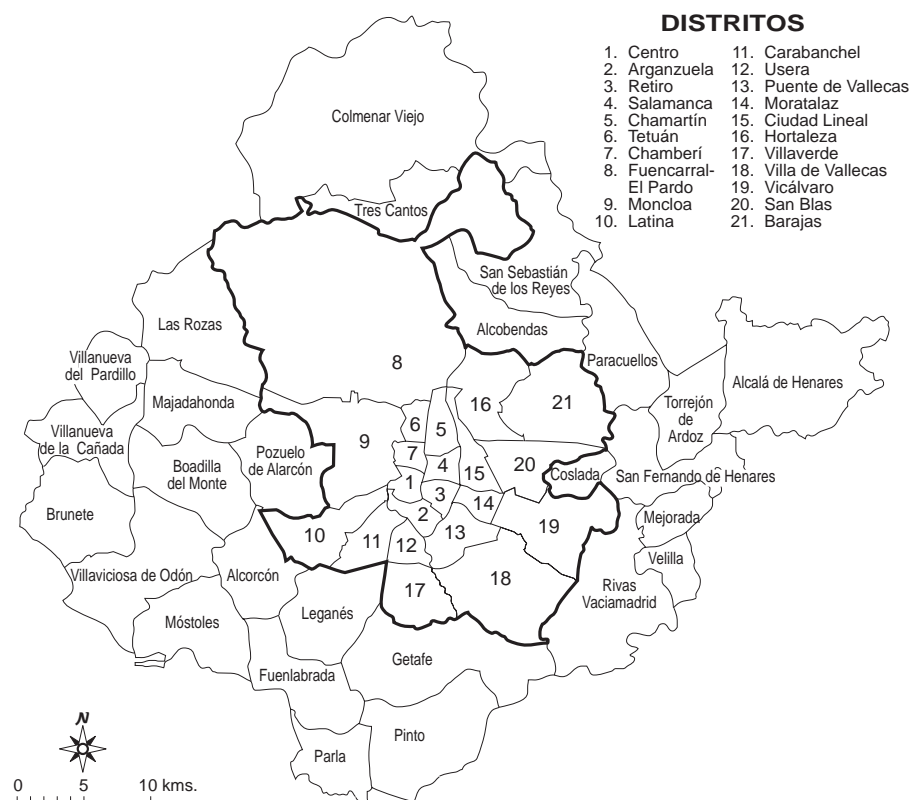 DISTRITOS
1. Centro
2. Arganzuela
3. Retiro
4. Salamanca
5. Chamartín
6. Tetuán
7. Chamberí
8. Fuencarral-
El Pardo
9. Moncloa
10. Latina
11. Carabanchel
12. Usera
13. Puente de Vallecas
14. Moratalaz
15. Ciudad Lineal
16. Hortaleza
17. Villaverde
18. Villa de Vallecas
19. Vicálvaro
20. San Blas
21. Barajas
Colmenar Viejo
Tres Cantos
San Sebastián
de los Reyes
Las Rozas
Alcobendas
Villanueva
del Pardillo
8
Paracuellos
Alcalá de Henares
Majadahonda
16
21
Torrejón
de
Ardoz
Villanueva
de la Cañada
9
6
5
Pozuelo
de Alarcón
7
Boadilla
del Monte
4
15
20
Coslada
San Fernando de Henares
1
3
Brunete
2
14
Mejorada
10
11
12
13
19
Velilla
Villaviciosa de Odón
Alcorcón
17
18
Rivas
Vaciamadrid
Móstoles
Leganés
Getafe
Fuenlabrada
N
Pinto
Parla
0 5 10 kms.